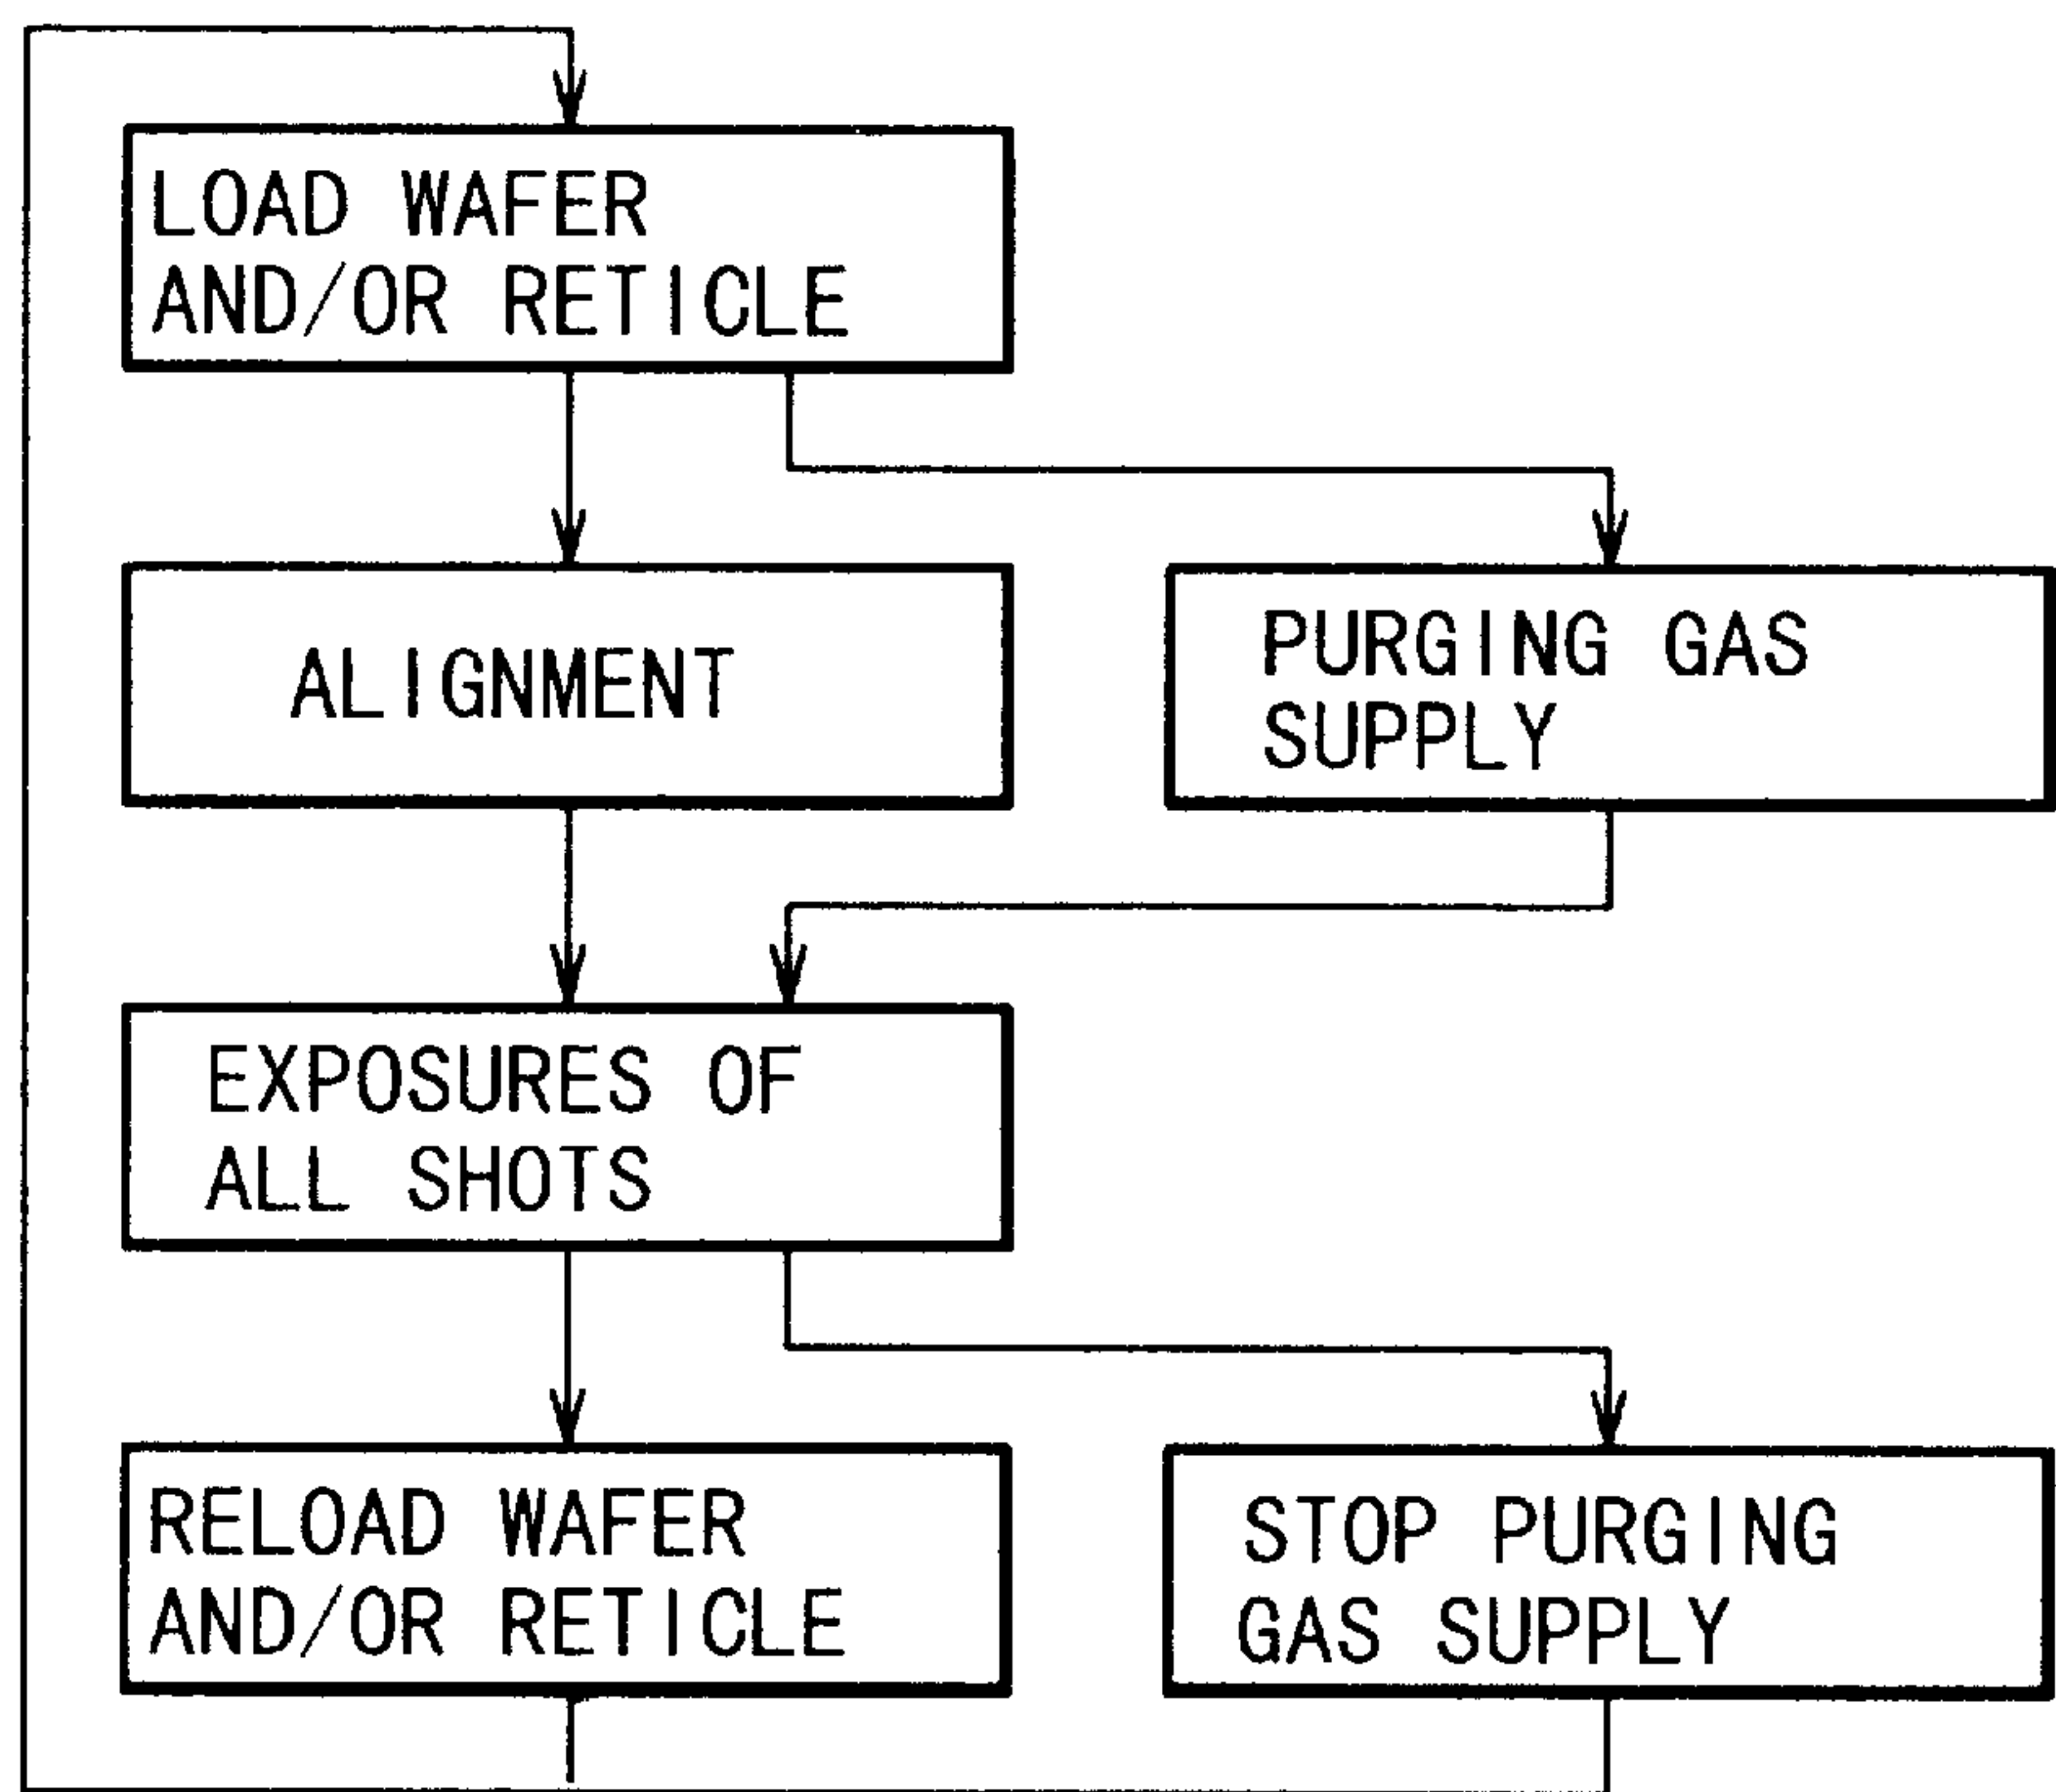 LOAD WAFER
AND/OR RETICLE
ALIGNMENT
PURGING GAS
SUPPLY
EXPOSURES OF
ALL SHOTS
RELOAD WAFER
AND/OR RETICLE
STOP PURGING
GAS SUPPLY